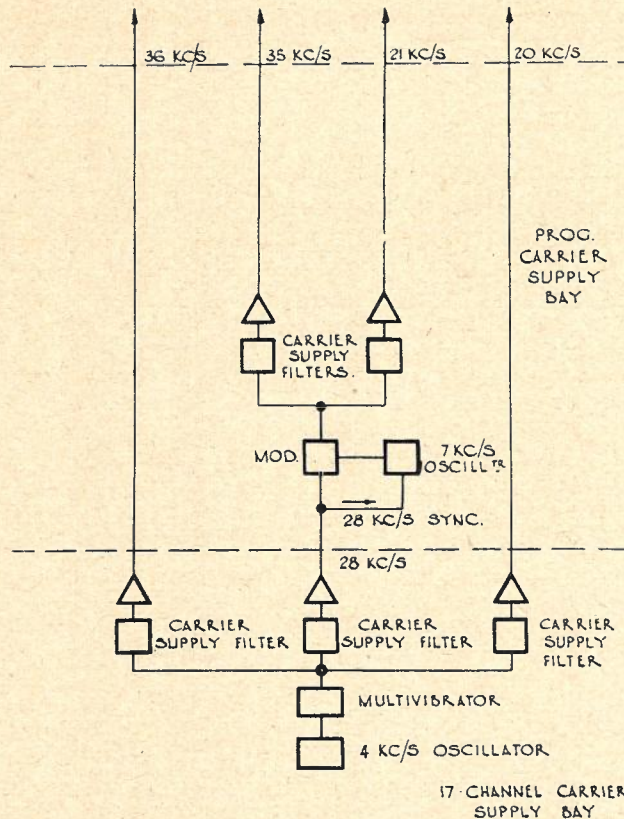 36 KC/S
35 KC/S
21 KC/S
20 KC/S
PROG.
CARRIER
SUPPLY
BAY
CARRIER
SUPPLY
FILTERS.
MOD.
7 KC/S
OSCILLTR
28 KC/S SYNC.
28 KC/S
CARRIER
SUPPLY FILTER
CARRIER
SUPPLY FILTER
CARRIER
SUPPLY
FILTER
MULTIVIBRATOR
4 KC/S OSCILLATOR
17·CHANNEL CARRIER
SUPPLY BAY